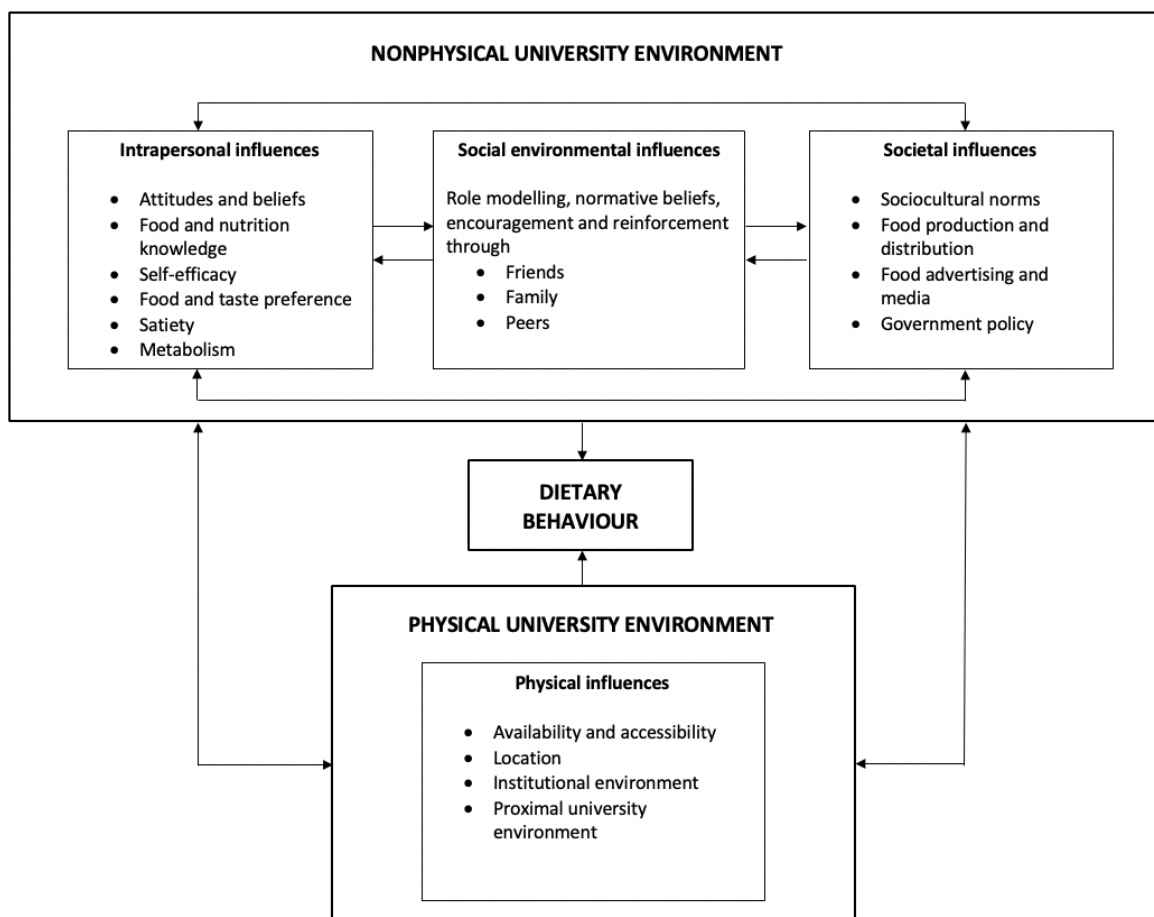 NONPHYSICAL UNIVERSITY ENVIRONMENT
Intrapersonal influences
• Attitudes and beliefs
• Food and nutrition
knowledge
• Self-efficacy
• Food and taste preference
• Satiety
• Metabolism
Social environmental influences
Role modelling, normative beliefs,
encouragement and reinforcement
through
• Friends
• Family
• Peers
Societal influences
• Sociocultural norms
• Food production and
distribution
• Food advertising and
media
• Government policy
DIETARY
BEHAVIOUR
PHYSICAL UNIVERSITY ENVIRONMENT
Physical influences
• Availability and accessibility
• Location
• Institutional environment
• Proximal university
environment